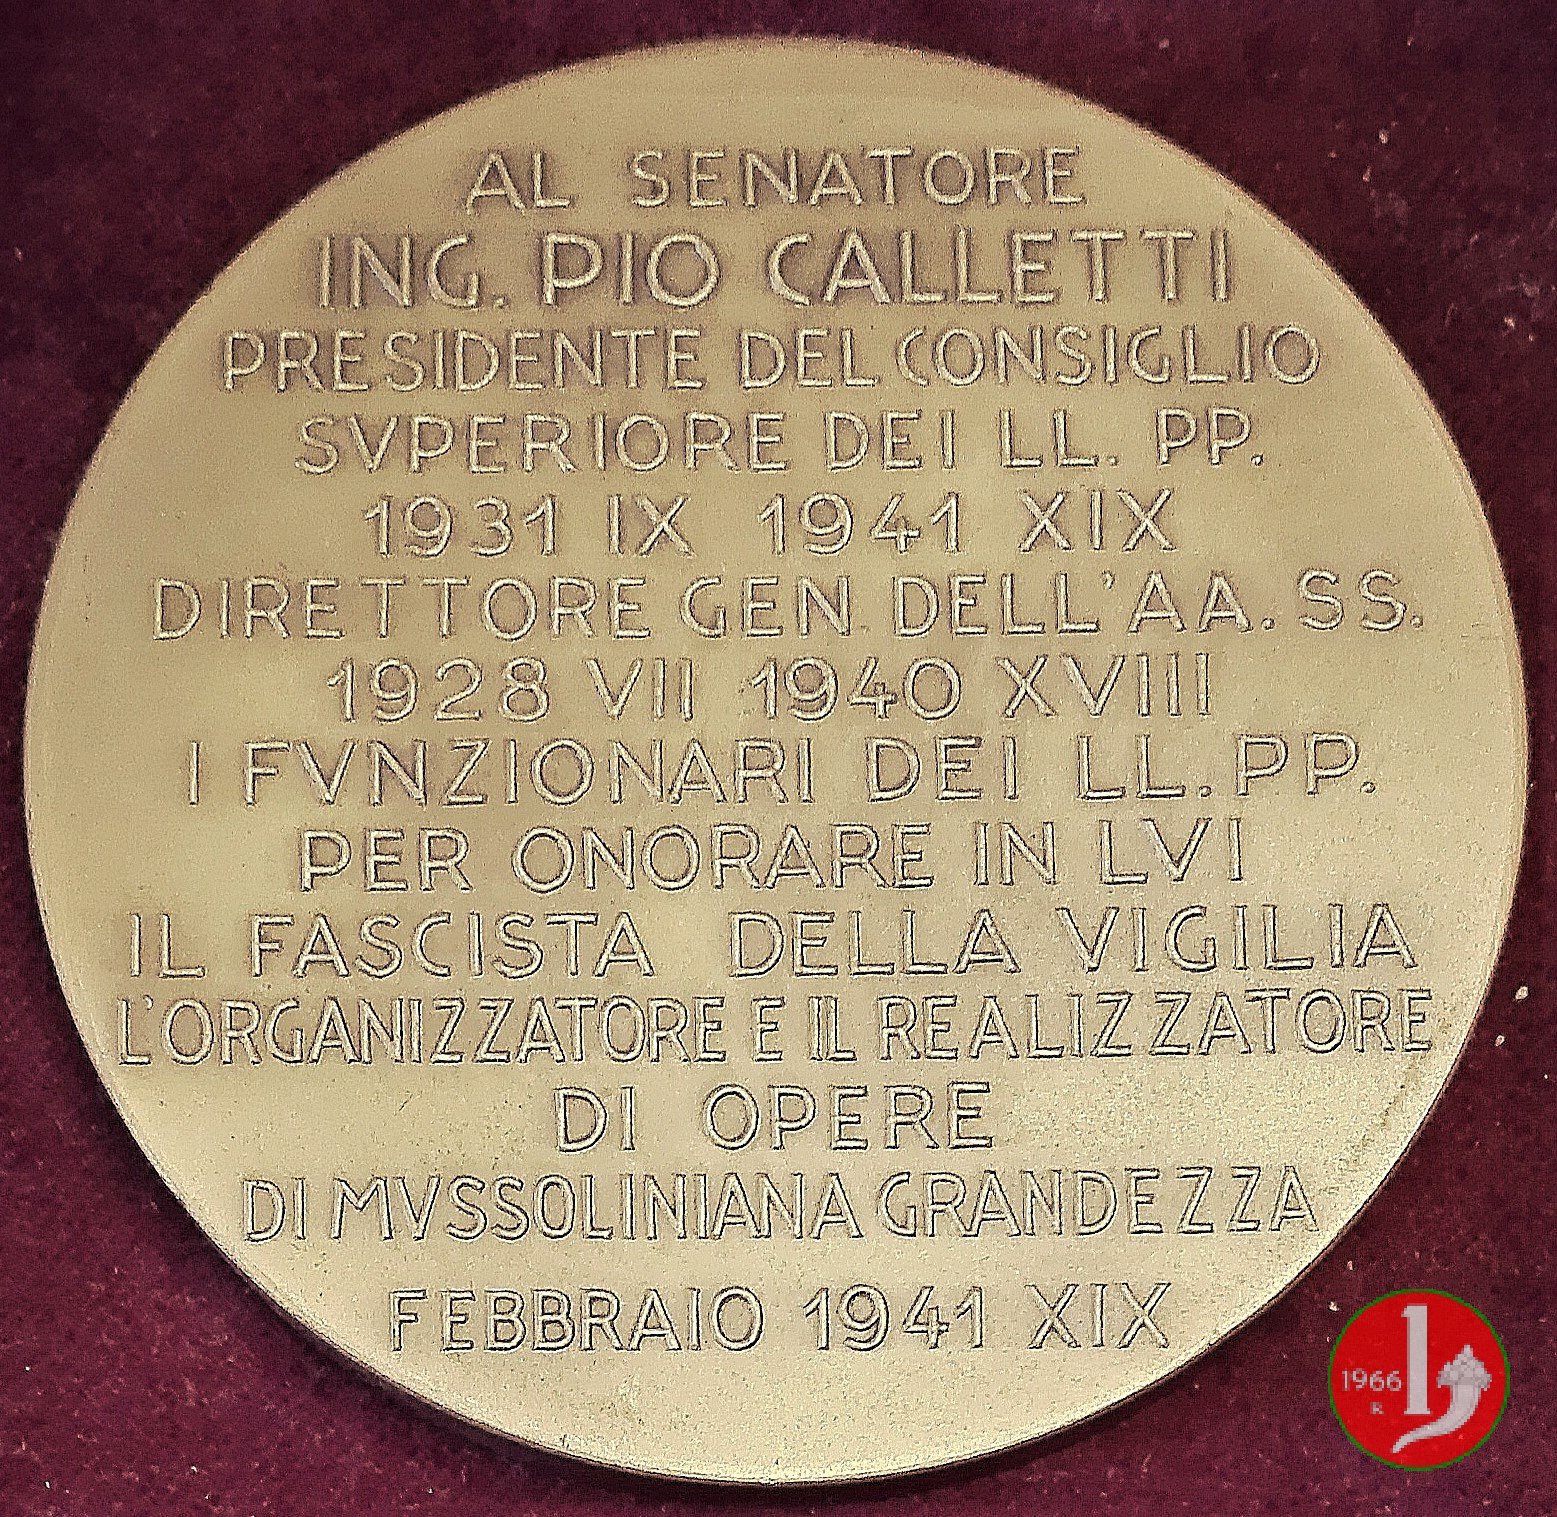 AL SENATORE
ING. PIO CALLETTI
PRESIDENTE DEL CONSIGLIO
SVPERIORE DEI LL. PP.
1931 IX 1941 XIX
DIRETTORE GEN. DELL'AA. SS.
1928 VII 1940 XVIII
I FVNZIONARI DEI LL. PP.
PER ONORARE IN LVI
IL FASCISTA DELLA VIGILIA
L'ORGANIZZATORE E IL REALIZZATORE
DI OPERE
DI MVSSOLINIANA GRANDEZZA
FEBBRAIO 1941 XIX
1966
R